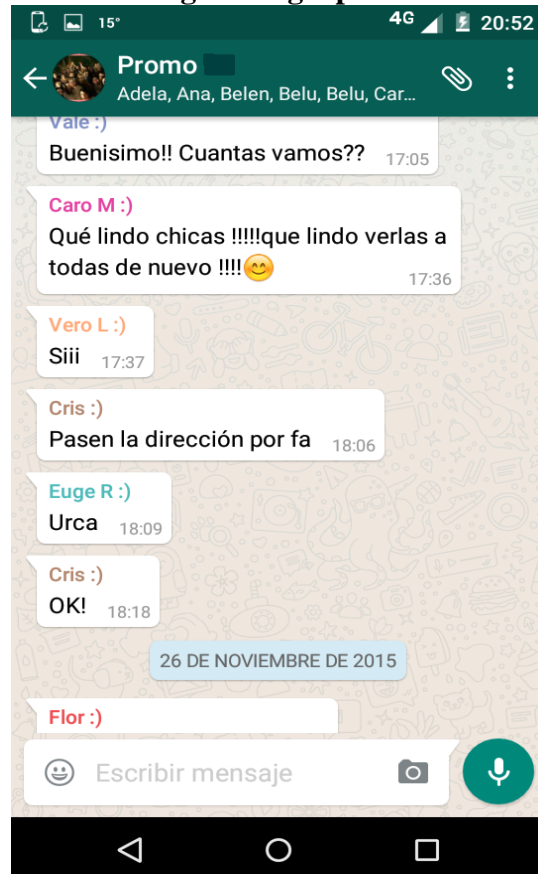 15°
4G
20:52
Promo
Adela, Ana, Belen, Belu, Belu, Car...
Vale :)
Buenisimo!! Cuantas vamos?? 17:05
Caro M :)
Qué lindo chicas !!!!!que lindo verlas a
todas de nuevo !!!!😊 17:36
Vero L :)
Siii 17:37
Cris :)
Pasen la dirección por fa 18:06
Euge R :)
Urca 18:09
Cris :)
OK! 18:18
26 DE NOVIEMBRE DE 2015
Flor :)
Escribir mensaje